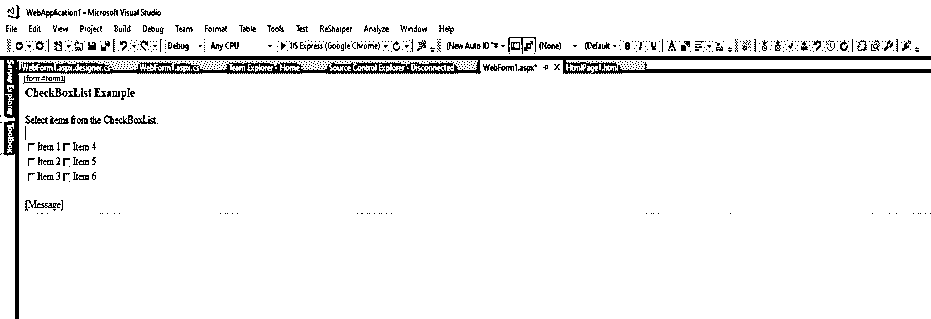 WebApplication1 - Microsoft Visual Studio
File Edit View Project Build Debug Team Format Table Tools Test ReSharper Analyze Window Help
Debug Any CPU IIS Express (Google Chrome) (New Auto ID (None) (Default
WebForm1.aspx.designer.cs WebForm1.aspx.cs Team Explorer - Home Source Control Explorer - Disconnected WebForm1.aspx* HtmlPage1.html
Server Explorer
Toolbox
form#form1
CheckBoxList Example
Select items from the CheckBoxList.
Item 1 Item 4
Item 2 Item 5
Item 3 Item 6
[Message]